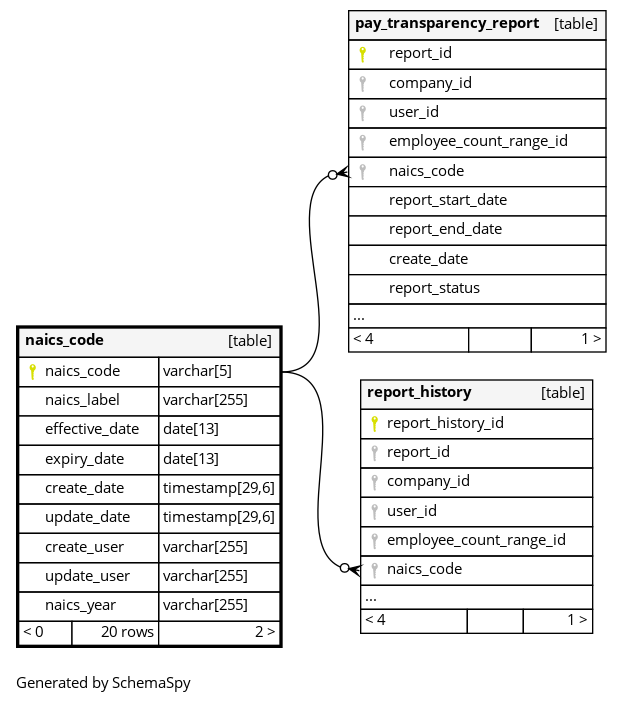 pay_transparency_report [table]
report_id
company_id
user_id
employee_count_range_id
naics_code
report_start_date
report_end_date
create_date
report_status
...
< 4 1 >
naics_code [table]
naics_code varchar[5]
naics_label varchar[255]
effective_date date[13]
expiry_date date[13]
create_date timestamp[29,6]
update_date timestamp[29,6]
create_user varchar[255]
update_user varchar[255]
naics_year varchar[255]
< 0 20 rows 2 >
report_history [table]
report_history_id
report_id
company_id
user_id
employee_count_range_id
naics_code
...
< 4 1 >
Generated by SchemaSpy